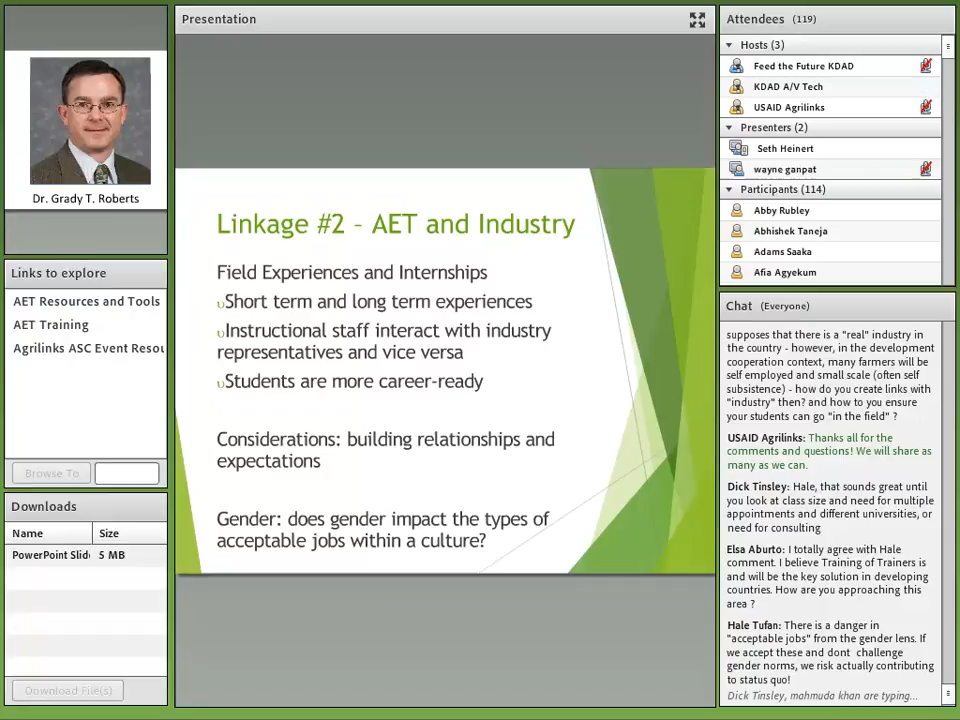 Dr. Grady T. Roberts
Links to explore
AET Resources and Tools
AET Training
Agrilinks ASC Event Resou
Browse To
Downloads
Name Size
PowerPoint Slid 5 MB
Download File(s)
Presentation
Linkage #2 – AET and Industry
Field Experiences and Internships
υShort term and long term experiences
υInstructional staff interact with industry
representatives and vice versa
υStudents are more career-ready
Considerations: building relationships and
expectations
Gender: does gender impact the types of
acceptable jobs within a culture?
Attendees (119)
Hosts (3)
Feed the Future KDAD
KDAD A/V Tech
USAID Agrilinks
Presenters (2)
Seth Heinert
wayne ganpat
Participants (114)
Abby Rubley
Abhishek Taneja
Adams Saaka
Afia Agyekum
Chat (Everyone)
supposes that there is a "real" industry in
the country - however, in the development
cooperation context, many farmers will be
self employed and small scale (often self
subsistence) - how do you create links with
"industry" then? and how to you ensure
your students can go "in the field" ?
USAID Agrilinks: Thanks all for the
comments and questions! We will share as
many as we can.
Dick Tinsley: Hale, that sounds great until
you look at class size and need for multiple
appointments and different universities, or
need for consulting
Elsa Aburto: I totally agree with Hale
comment. I believe Training of Trainers is
and will be the key solution in developing
countries. How are you approaching this
area ?
Hale Tufan: There is a danger in
"acceptable jobs" from the gender lens. If
we accept these and dont challenge
gender norms, we risk actually contributing
to status quo!
Dick Tinsley, mahmuda khan are typing...